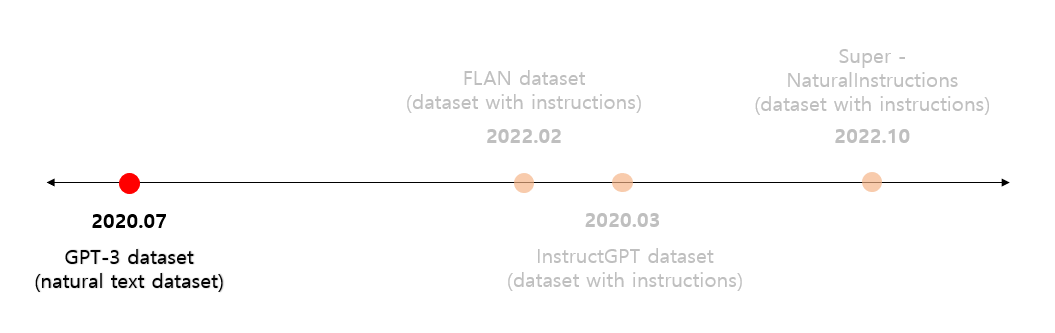 Super -
NaturalInstructions
(dataset with instructions)
2022.10
FLAN dataset
(dataset with instructions)
2022.02
2020.07
GPT-3 dataset
(natural text dataset)
2020.03
InstructGPT dataset
(dataset with instructions)